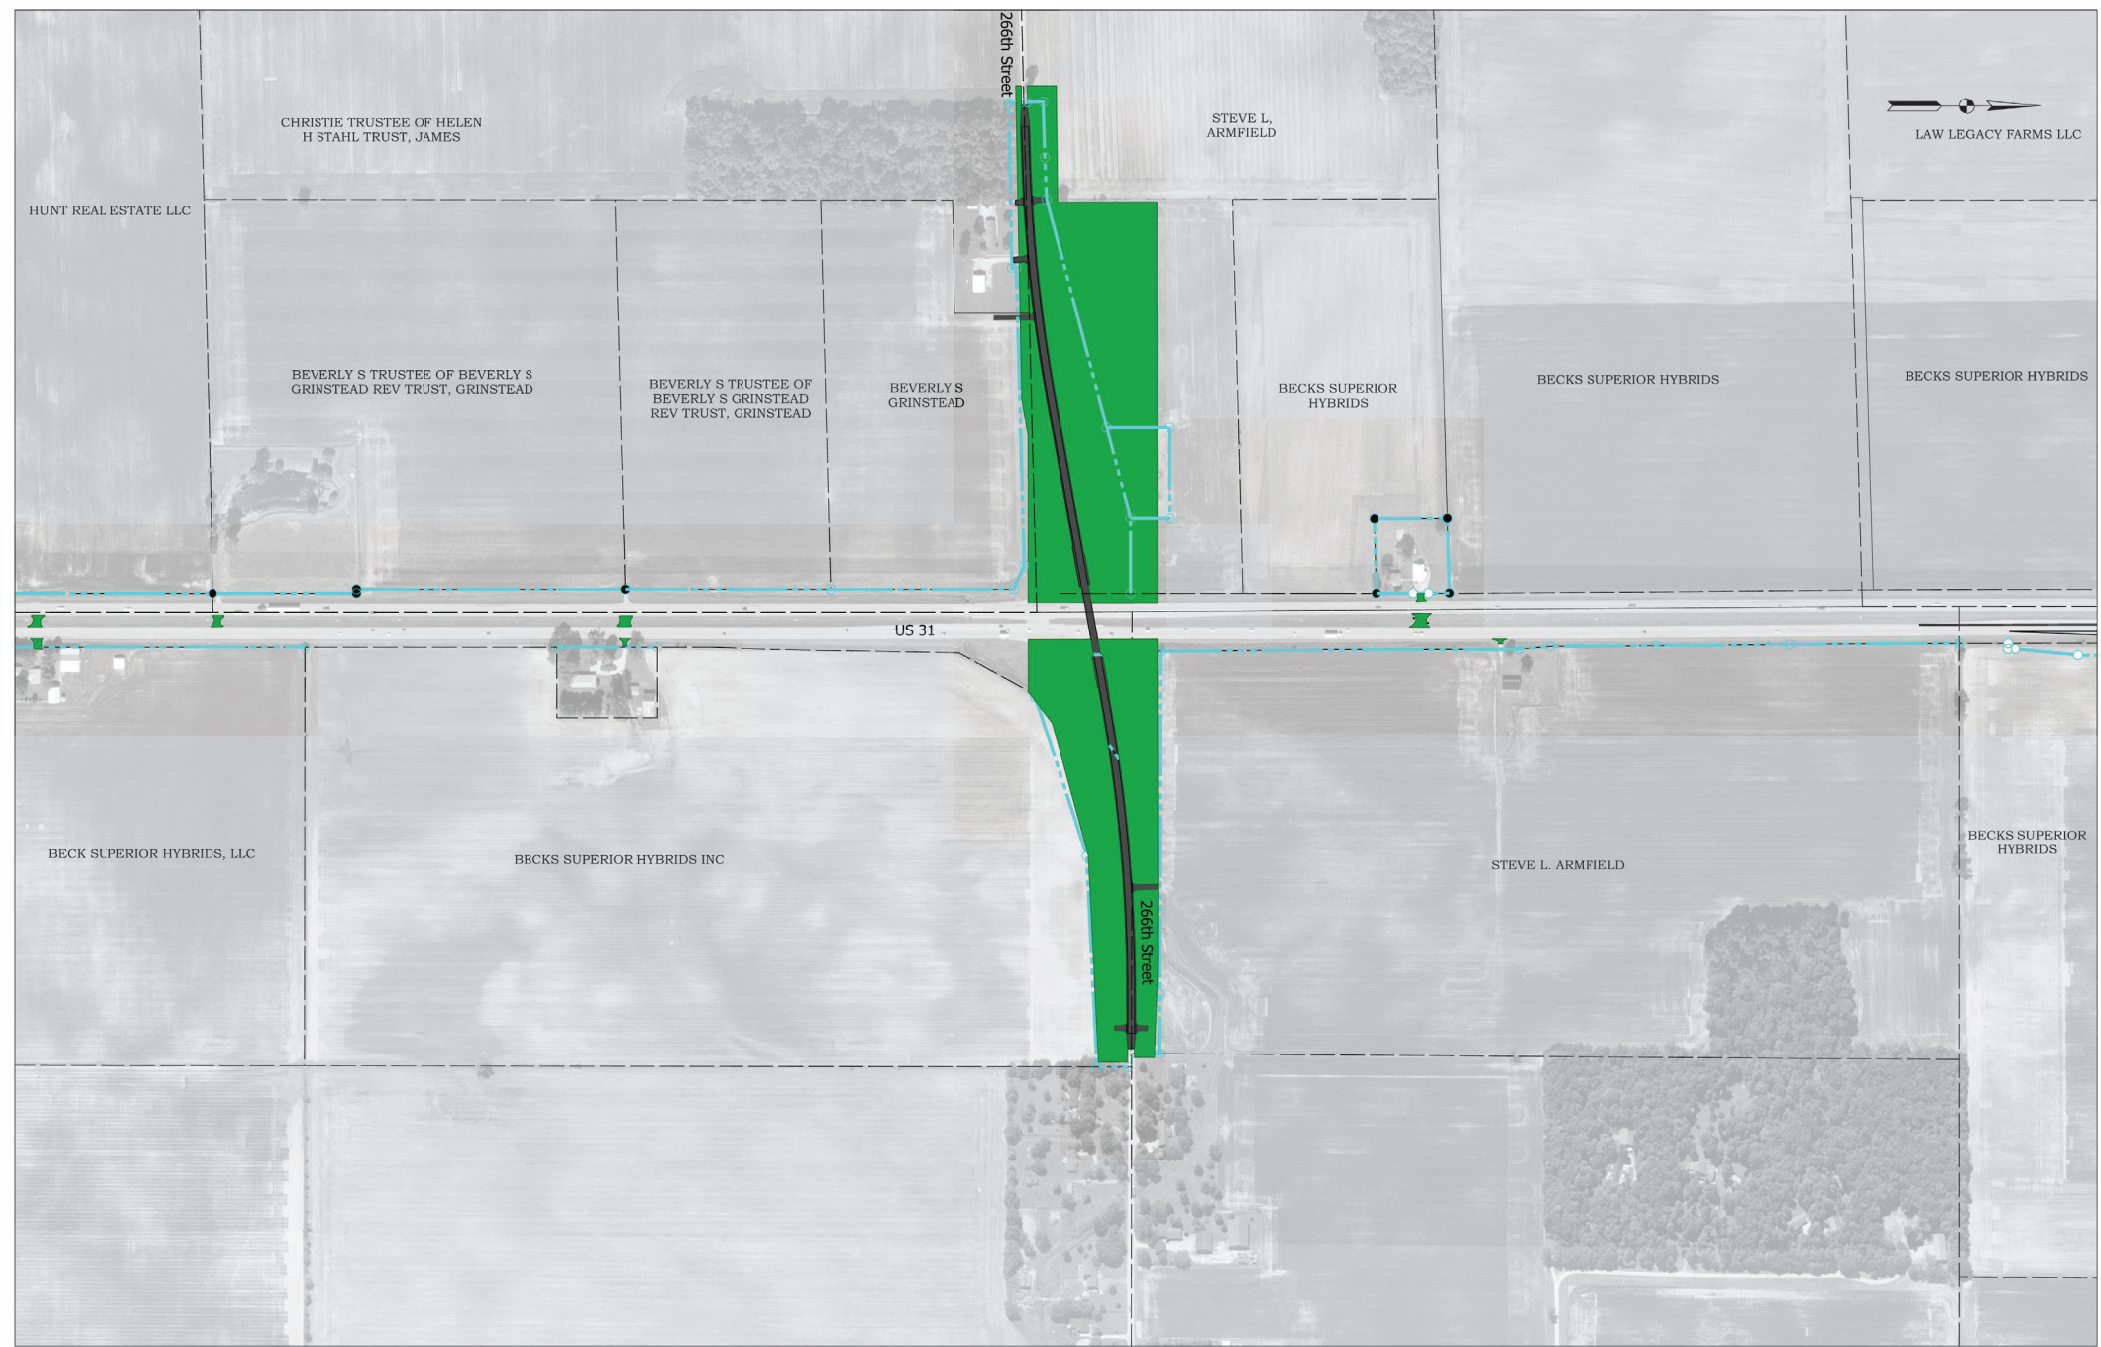 266th Street
CHRISTIE TRUSTEE OF HELEN
H STAHL TRUST, JAMES
STEVE L,
ARMFIELD
LAW LEGACY FARMS LLC
HUNT REAL ESTATE LLC
BEVERLY S TRUSTEE OF BEVERLY S
GRINSTEAD REV TRUST, GRINSTEAD
BEVERLY S TRUSTEE OF
BEVERLY S GRINSTEAD
REV TRUST, GRINSTEAD
BEVERLY S
GRINSTEAD
BECKS SUPERIOR
HYBRIDS
BECKS SUPERIOR HYBRIDS
BECKS SUPERIOR HYBRIDS
US 31
BECK SUPERIOR HYBRIDS, LLC
BECKS SUPERIOR HYBRIDS INC
266th Street
STEVE L. ARMFIELD
BECKS SUPERIOR
HYBRIDS